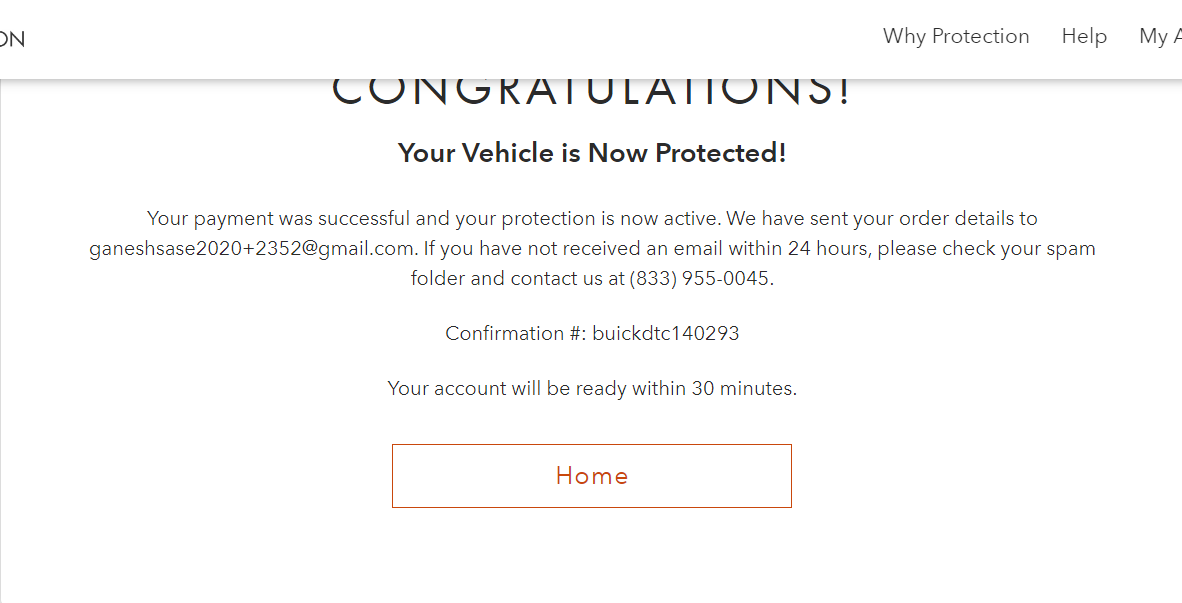 ON
Why Protection
Help
My A
CONGRATULATIONS!
Your Vehicle is Now Protected!
Your payment was successful and your protection is now active. We have sent your order details to
ganeshsase2020+2352@gmail.com. If you have not received an email within 24 hours, please check your spam
folder and contact us at (833) 955-0045.
Confirmation #: buickdtc140293
Your account will be ready within 30 minutes.
Home